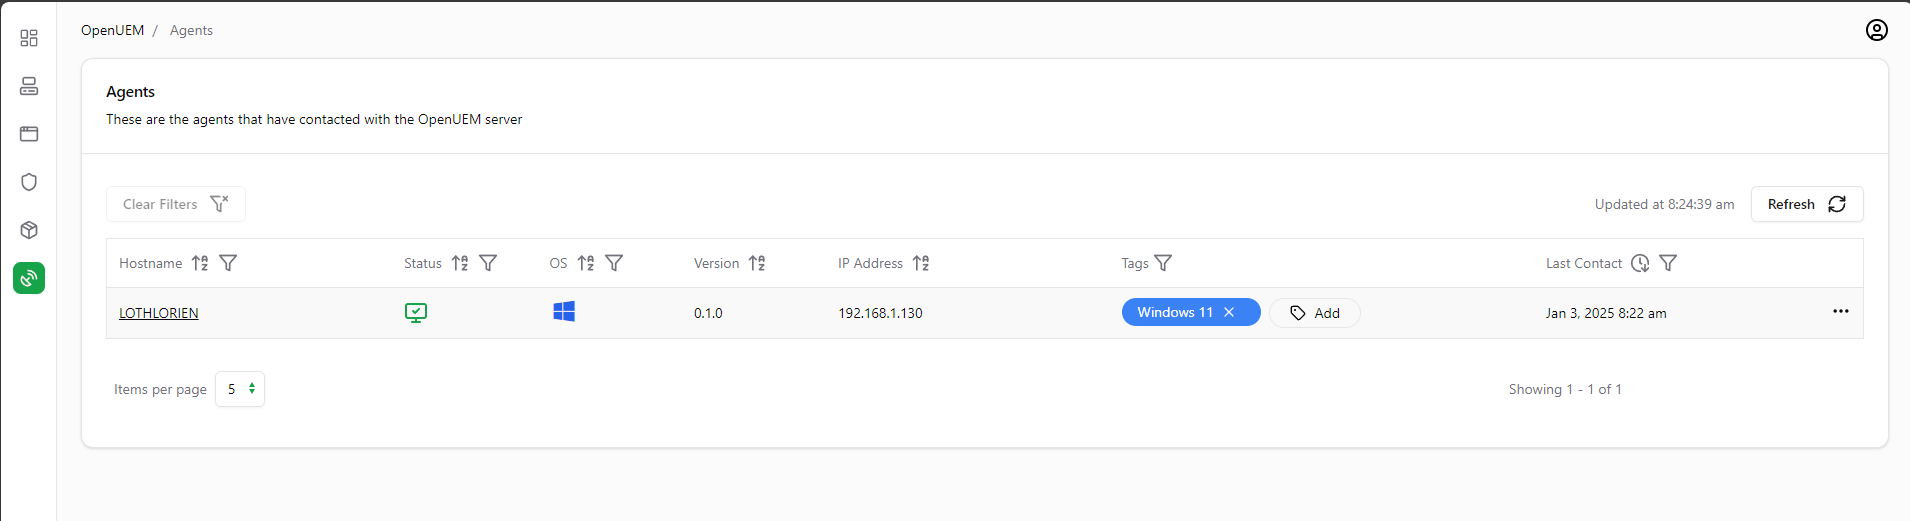 OpenUEM / Agents
Agents
These are the agents that have contacted with the OpenUEM server
Clear Filters Updated at 8:24:39 am Refresh
Hostname Status OS Version IP Address Tags Last Contact
LOTHLORIEN 0.1.0 192.168.1.130 Windows 11 Add Jan 3, 2025 8:22 am
Items per page 5 Showing 1 - 1 of 1